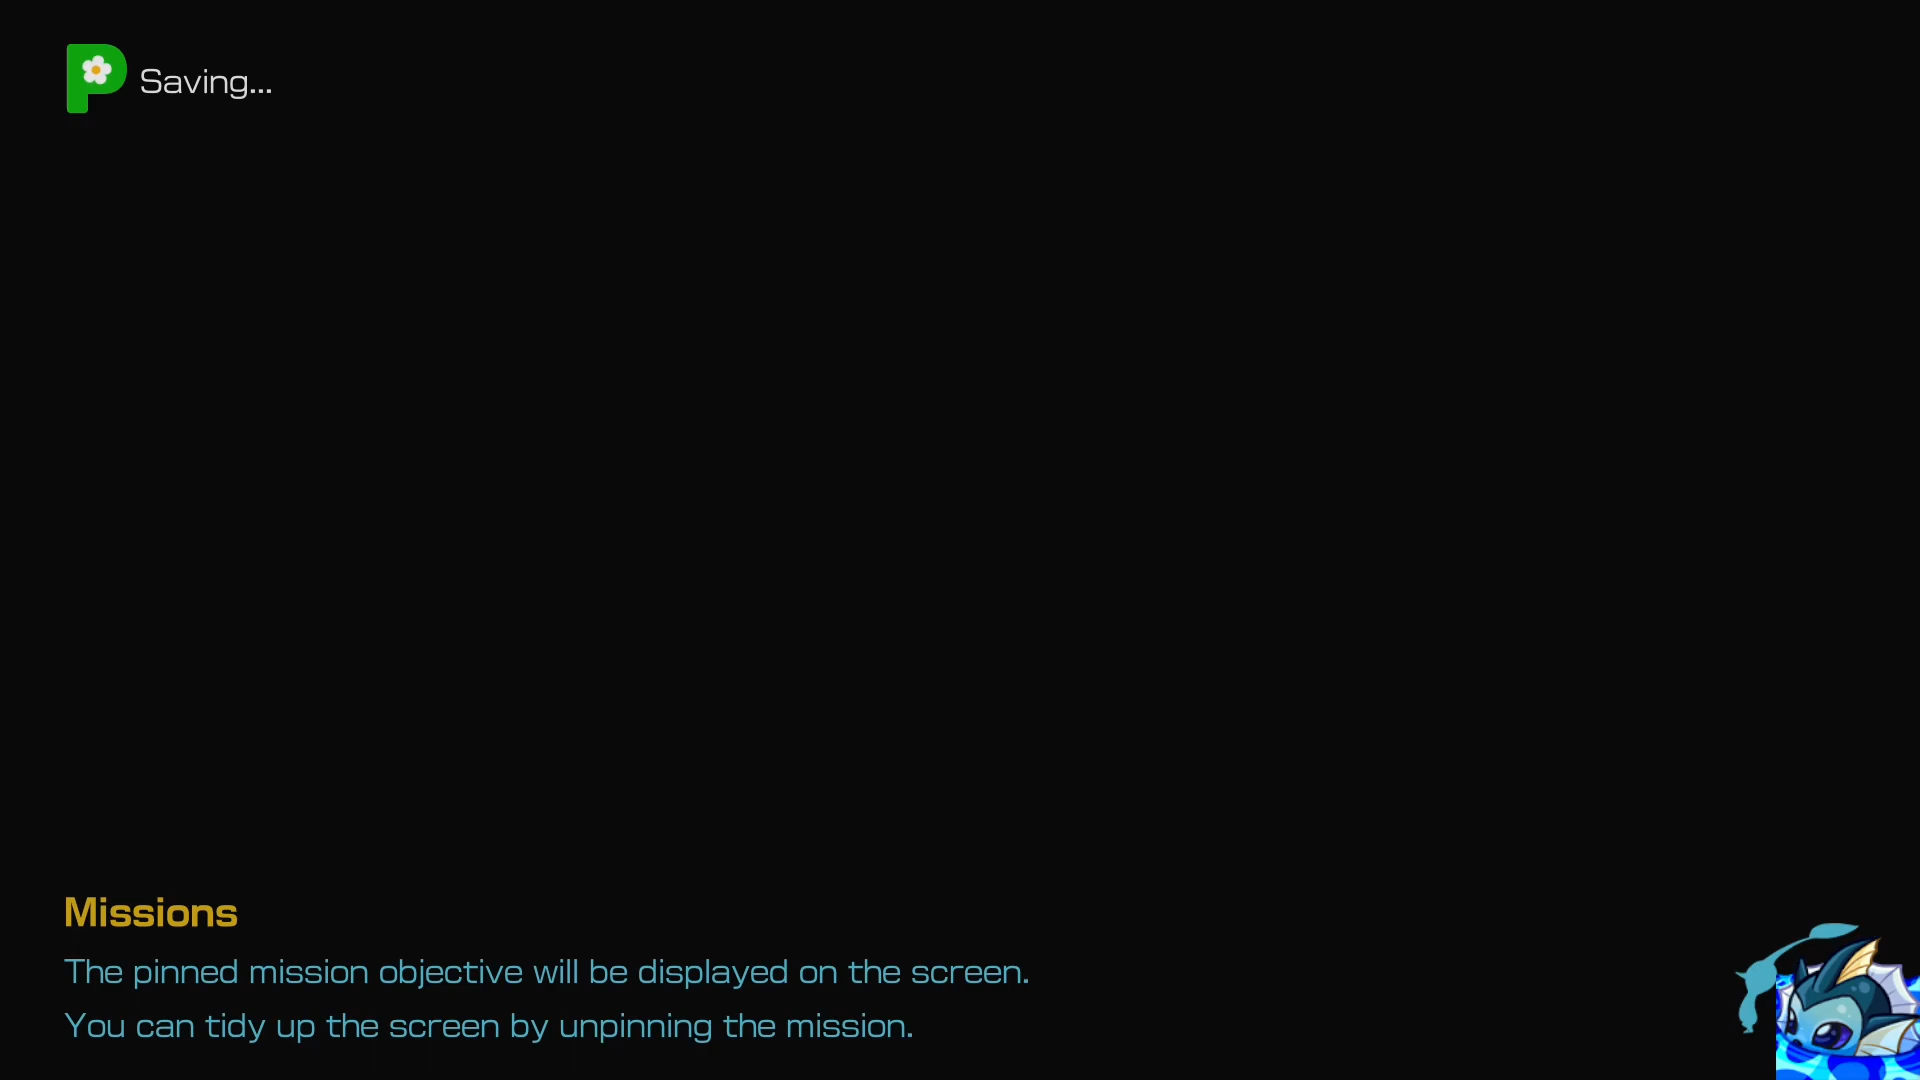 P Saving...
Missions
The pinned mission objective will be displayed on the screen.
You can tidy up the screen by unpinning the mission.